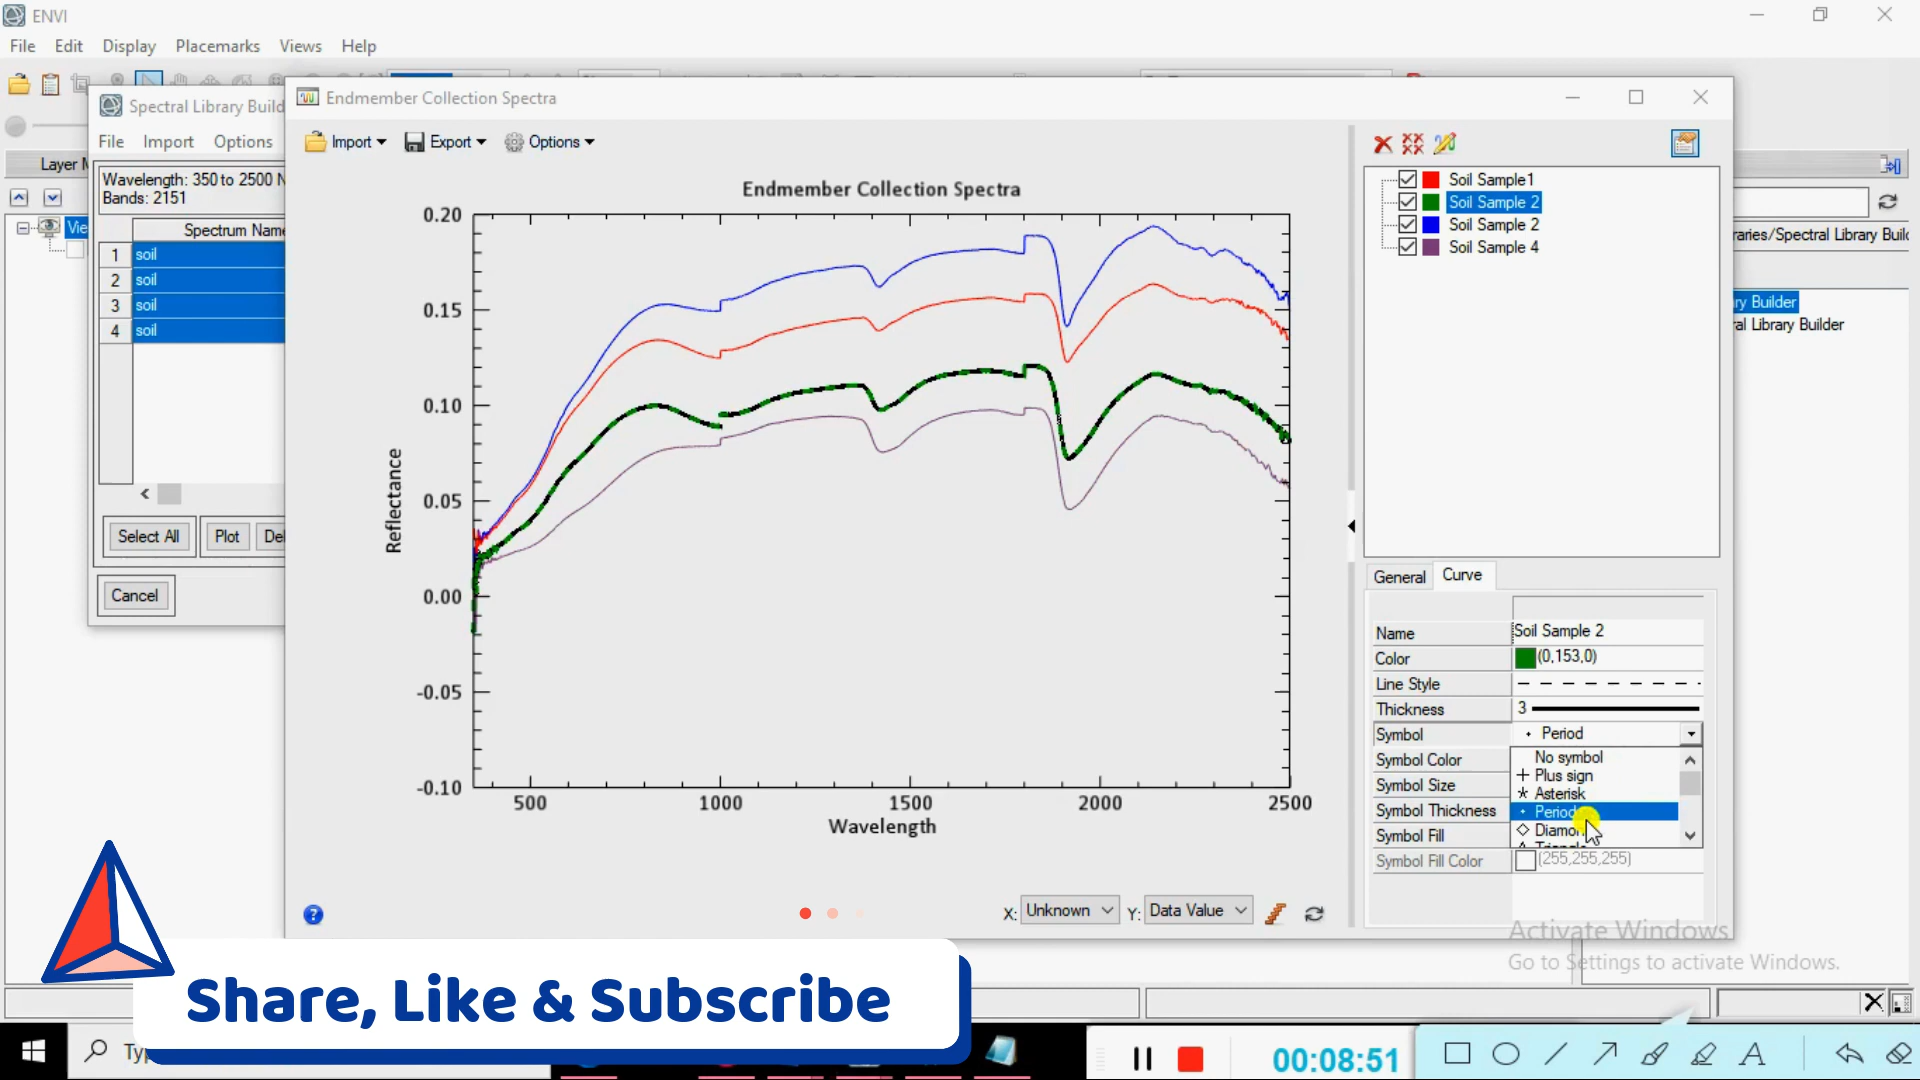 ENVI
File Edit Display Placemarks Views Help
Spectral Library Build
File Import Options
Layer M
Wavelength: 350 to 2500 N
Bands: 2151
Spectrum Name
1 soil
2 soil
3 soil
4 soil
Select All Plot Del
Cancel
Vie
Endmember Collection Spectra
Import Export Options
Endmember Collection Spectra
0.20
0.15
0.10
0.05
0.00
-0.05
-0.10
Reflectance
500 1000 1500 2000 2500
Wavelength
X: Unknown Y: Data Value
Soil Sample1
Soil Sample 2
Soil Sample 2
Soil Sample 4
General Curve
Name Soil Sample 2
Color (0,153,0)
Line Style
Thickness 3
Symbol Period
Symbol Color
Symbol Size
Symbol Thickness
Symbol Fill
Symbol Fill Color (255,255,255)
No symbol
Plus sign
Asterisk
Period
Diamon
Triangle
raries/Spectral Library Buil
ry Builder
ral Library Builder
Activate Windows
Go to Settings to activate Windows.
Share, Like & Subscribe
Ty
00:08:51
A